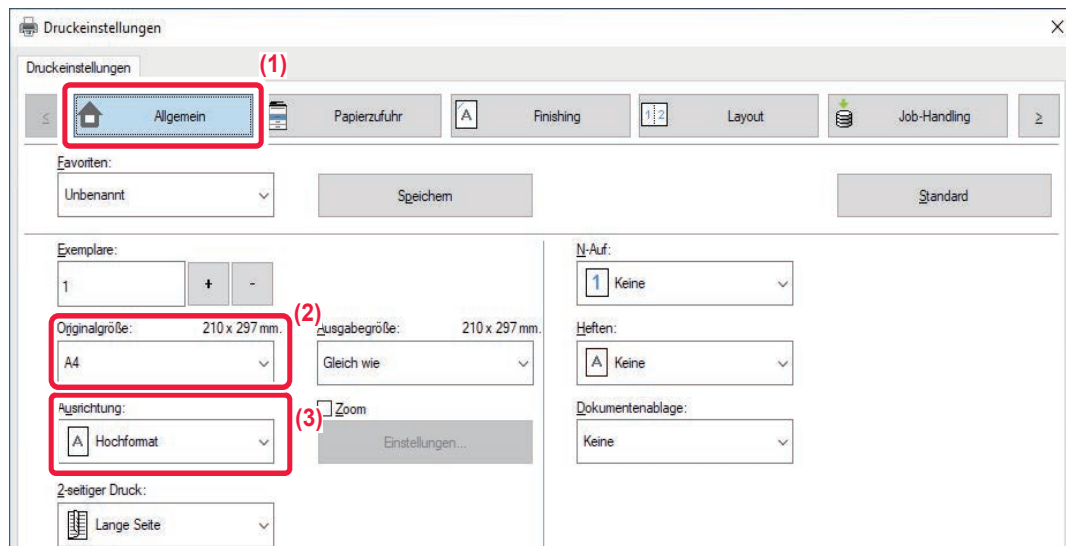 Druckeinstellungen
Druckeinstellungen
(1)
<
Allgemein
Papierzufuhr
A
Finishing
1 2
Layout
Job-Handling
>
Favoriten:
Unbenannt
Speichern
Standard
Exemplare:
1
+
-
N-Auf:
1
Keine
(2)
Originalgröße:
210 x 297 mm.
A4
Ausgabegröße:
210 x 297 mm.
Gleich wie
Heften:
A
Keine
(3)
Ausrichtung:
A
Hochformat
Zoom
Einstellungen...
Dokumentenablage:
Keine
2-seitiger Druck:
Lange Seite